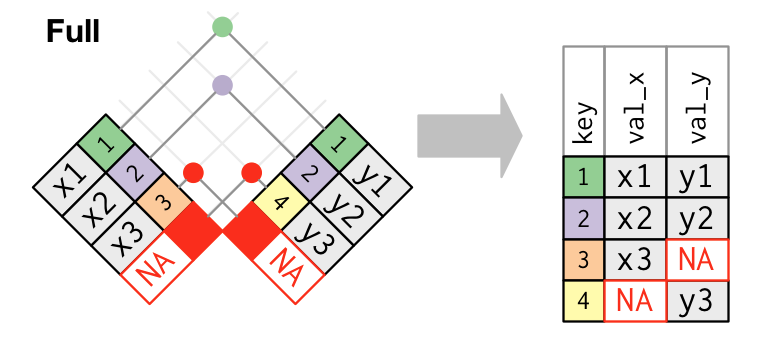 Full
1 x1
2 x2
3 x3
NA
1 y1
2 y2
4 y3
NA
key val_x val_y
1 x1 y1
2 x2 y2
3 x3 NA
4 NA y3